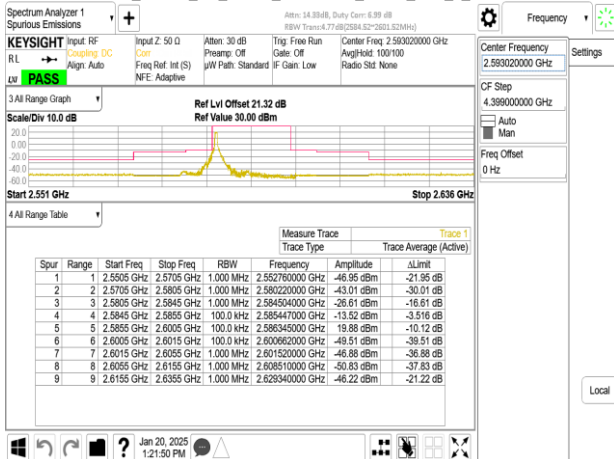 Spectrum Analyzer 1
Spurious Emissions
Attn: 14.33dB, Duty Corr: 6.99 dB
RBW Trans:4.77dB(2584.52~2601.52MHz)
Frequency
KEYSIGHT Input: RF Input Z: 50 Ω Atten: 30 dB Trig: Free Run Center Freq: 2.593020000 GHz
RL Coupling: DC Corr Preamp: Off Gate: Off Avg|Hold: 100/100
Align: Auto Freq Ref: Int (S) µW Path: Standard IF Gain: Low Radio Std: None
NFE: Adaptive
LXI PASS
Center Frequency
2.593020000 GHz
Settings
CF Step
4.399000000 GHz
Auto
Man
Freq Offset
0 Hz
3 All Range Graph
Ref Lvl Offset 21.32 dB
Scale/Div 10.0 dB Ref Value 30.00 dBm
20.0
0.00
-20.0
-40.0
-60.0
Start 2.551 GHz Stop 2.636 GHz
4 All Range Table
Measure Trace Trace 1
Trace Type Trace Average (Active)
Spur Range Start Freq Stop Freq RBW Frequency Amplitude ΔLimit
1 1 2.5505 GHz 2.5705 GHz 1.000 MHz 2.552760000 GHz -46.95 dBm -21.95 dB
2 2 2.5705 GHz 2.5805 GHz 1.000 MHz 2.580220000 GHz -43.01 dBm -30.01 dB
3 3 2.5805 GHz 2.5845 GHz 1.000 MHz 2.584504000 GHz -26.61 dBm -16.61 dB
4 4 2.5845 GHz 2.5855 GHz 100.0 kHz 2.585447000 GHz -13.52 dBm -3.516 dB
5 5 2.5855 GHz 2.6005 GHz 100.0 kHz 2.586345000 GHz 19.88 dBm -10.12 dB
6 6 2.6005 GHz 2.6015 GHz 100.0 kHz 2.600662000 GHz -49.51 dBm -39.51 dB
7 7 2.6015 GHz 2.6055 GHz 1.000 MHz 2.601520000 GHz -46.88 dBm -36.88 dB
8 8 2.6055 GHz 2.6155 GHz 1.000 MHz 2.608510000 GHz -50.83 dBm -37.83 dB
9 9 2.6155 GHz 2.6355 GHz 1.000 MHz 2.629340000 GHz -46.22 dBm -21.22 dB
Local
? Jan 20, 2025
1:21:50 PM